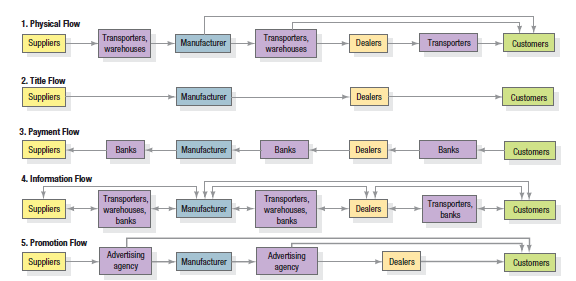 1. Physical Flow
Suppliers
Transporters,
warehouses
Manufacturer
Transporters,
warehouses
Dealers
Transporters
Customers
2. Title Flow
Suppliers
Manufacturer
Dealers
Customers
3. Payment Flow
Suppliers
Banks
Manufacturer
Banks
Dealers
Banks
Customers
4. Information Flow
Suppliers
Transporters,
warehouses,
banks
Manufacturer
Transporters,
warehouses,
banks
Dealers
Transporters,
banks
Customers
5. Promotion Flow
Suppliers
Advertising
agency
Manufacturer
Advertising
agency
Dealers
Customers